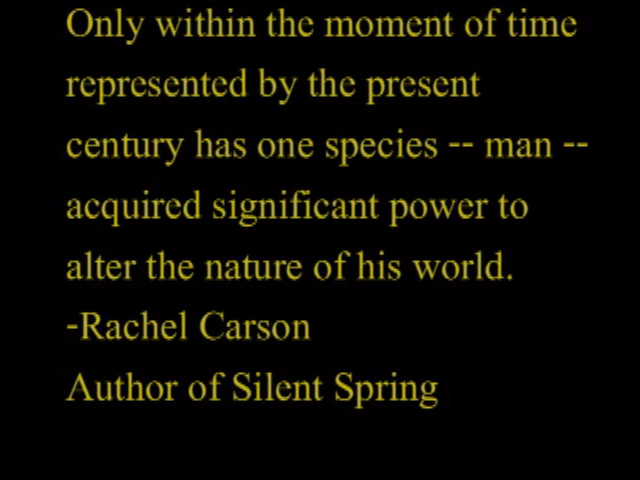 Only within the moment of time
represented by the present
century has one species -- man --
acquired significant power to
alter the nature of his world.
-Rachel Carson
Author of Silent Spring